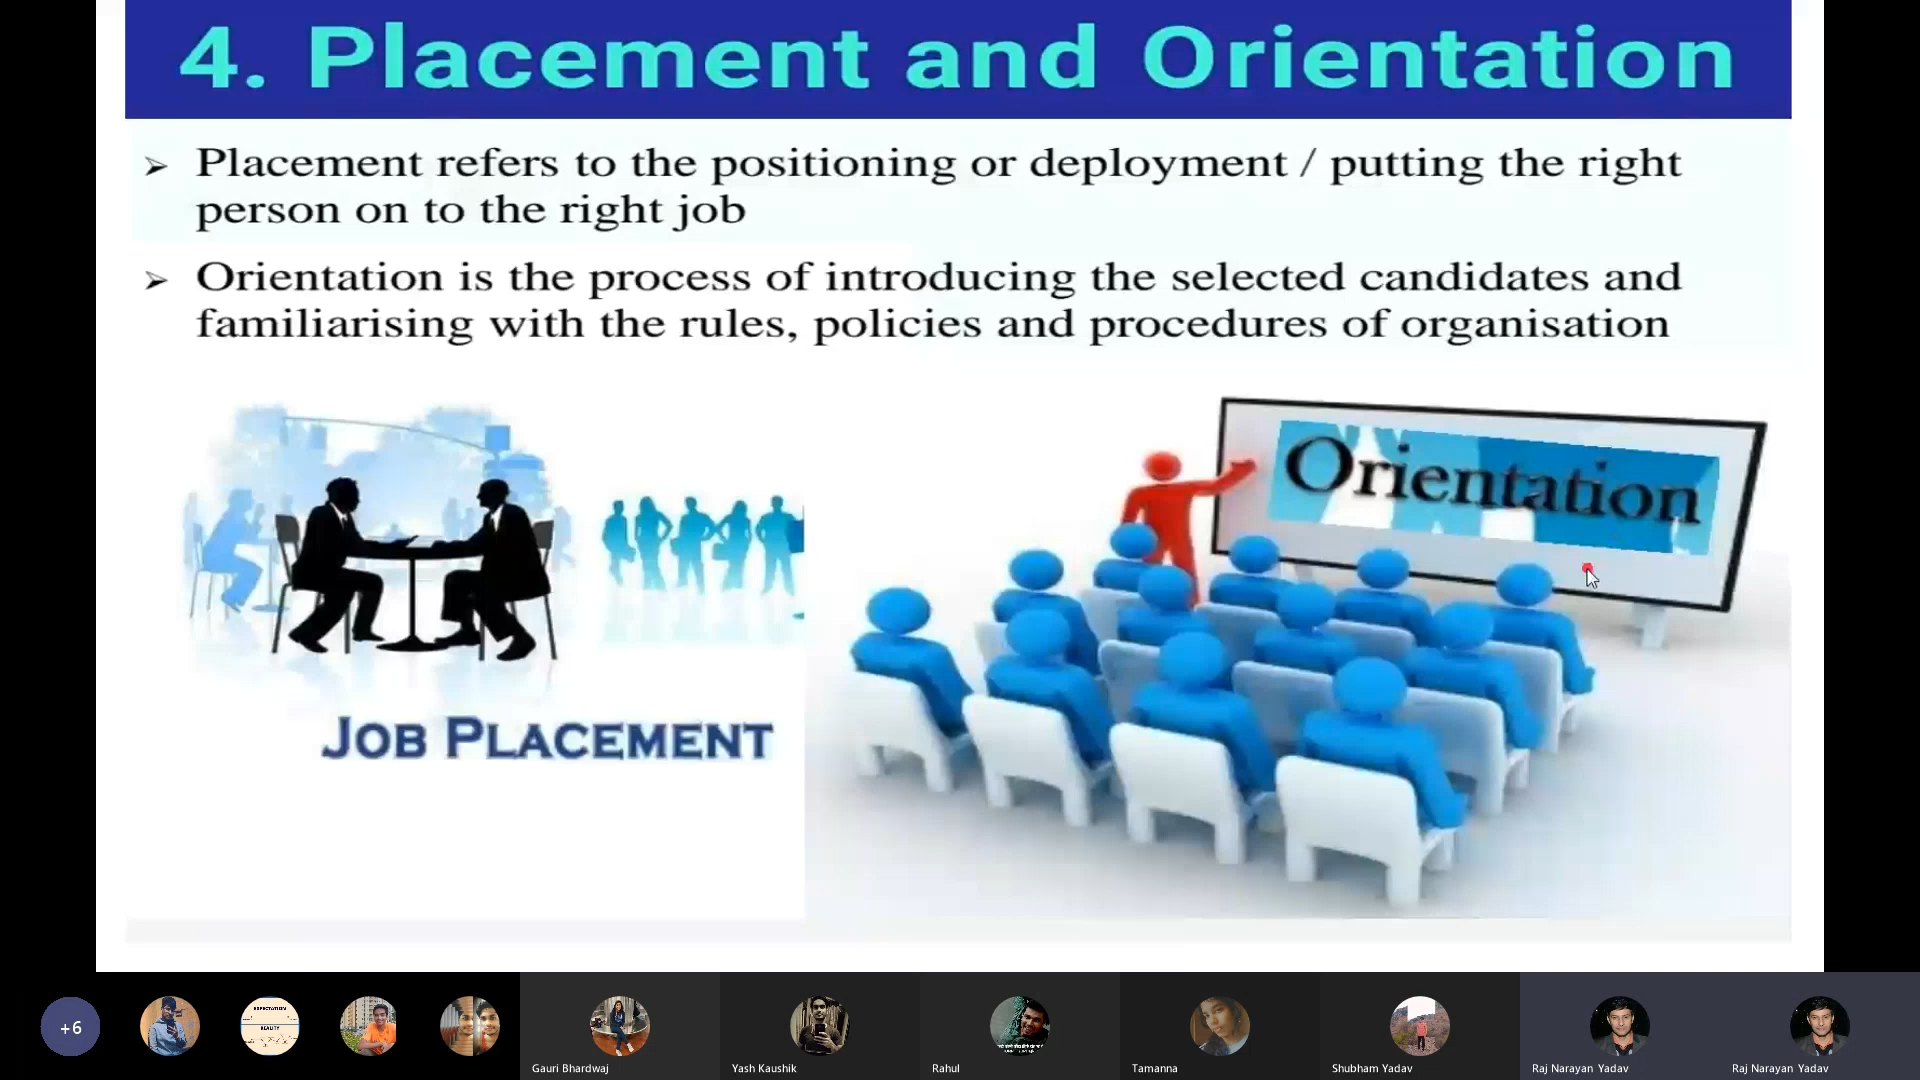 4. Placement and Orientation
➢ Placement refers to the positioning or deployment / putting the right
person on to the right job
➢ Orientation is the process of introducing the selected candidates and
familiarising with the rules, policies and procedures of organisation
Orientation
JOB PLACEMENT
+6
EXPECTATION
REALITY
Gauri Bhardwaj
Yash Kaushik
Rahul
Tamanna
Shubham Yadav
Raj Narayan Yadav
Raj Narayan Yadav